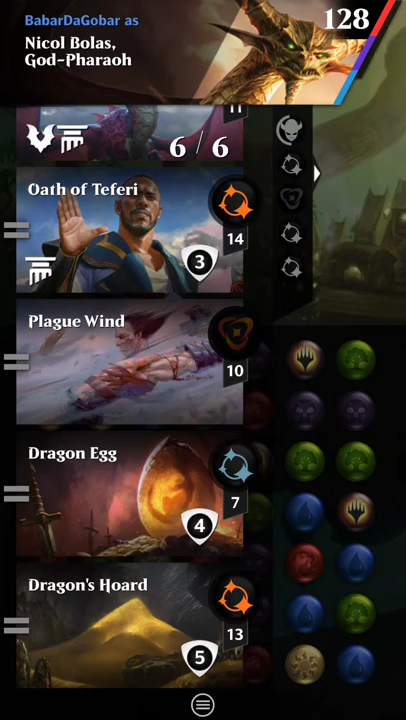 BabarDaGobar as
128
Nicol Bolas,
God-Pharaoh
11
6 / 6
Oath of Teferi
14
3
Plague Wind
10
Dragon Egg
7
4
Dragon's Hoard
13
5